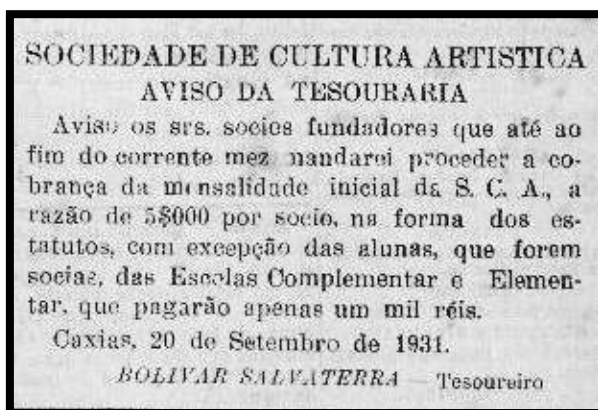 SOCIEDADE DE CULTURA ARTISTICA
AVISO DA TESOURARIA
Aviso os srs. socios fundadores que até ao
fim do corrente mez mandarei proceder a co-
brança da mensalidade inicial da S. C. A., a
razão de 5$000 por socio, na forma dos es-
tatutos, com excepção das alunas, que forem
socias, das Escolas Complementar e Elemen-
tar, que pagarão apenas um mil réis.
Caxias, 20 de Setembro de 1931.
BOLIVAR SALVATERRA — Tesoureiro